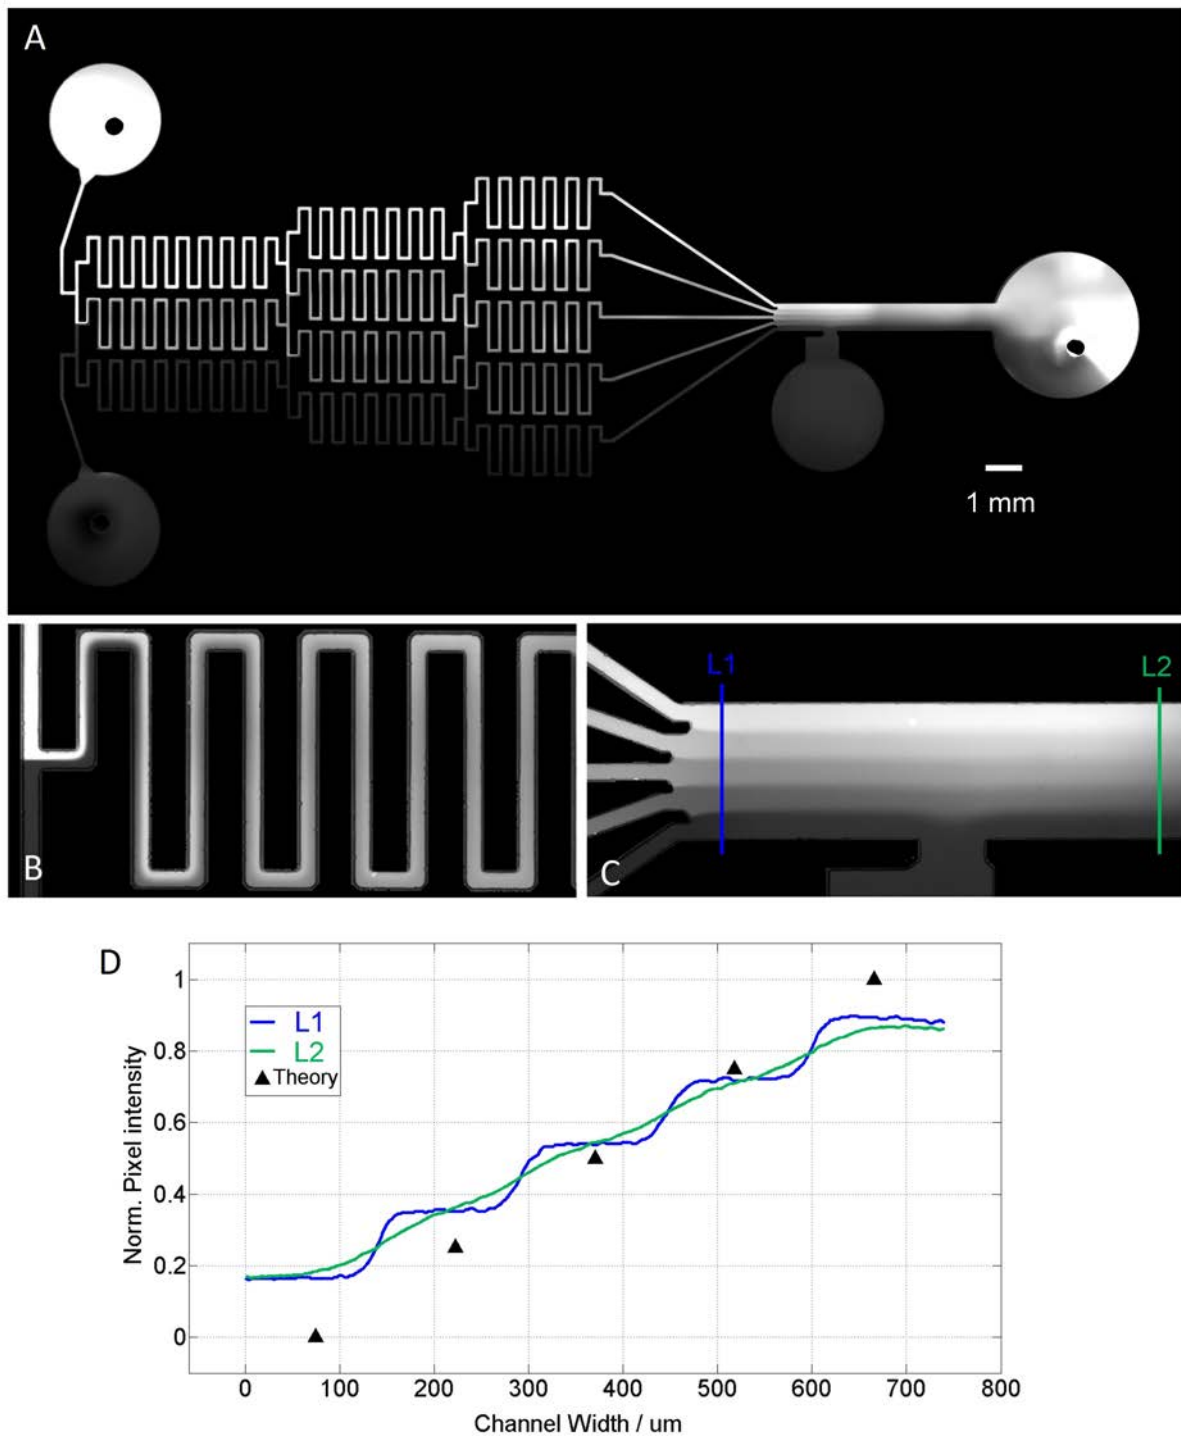 A
1 mm
B
L1
L2
C
D
Norm. Pixel intensity
1
0.8
0.6
0.4
0.2
0
L1
L2
Theory
0 100 200 300 400 500 600 700 800
Channel Width / um